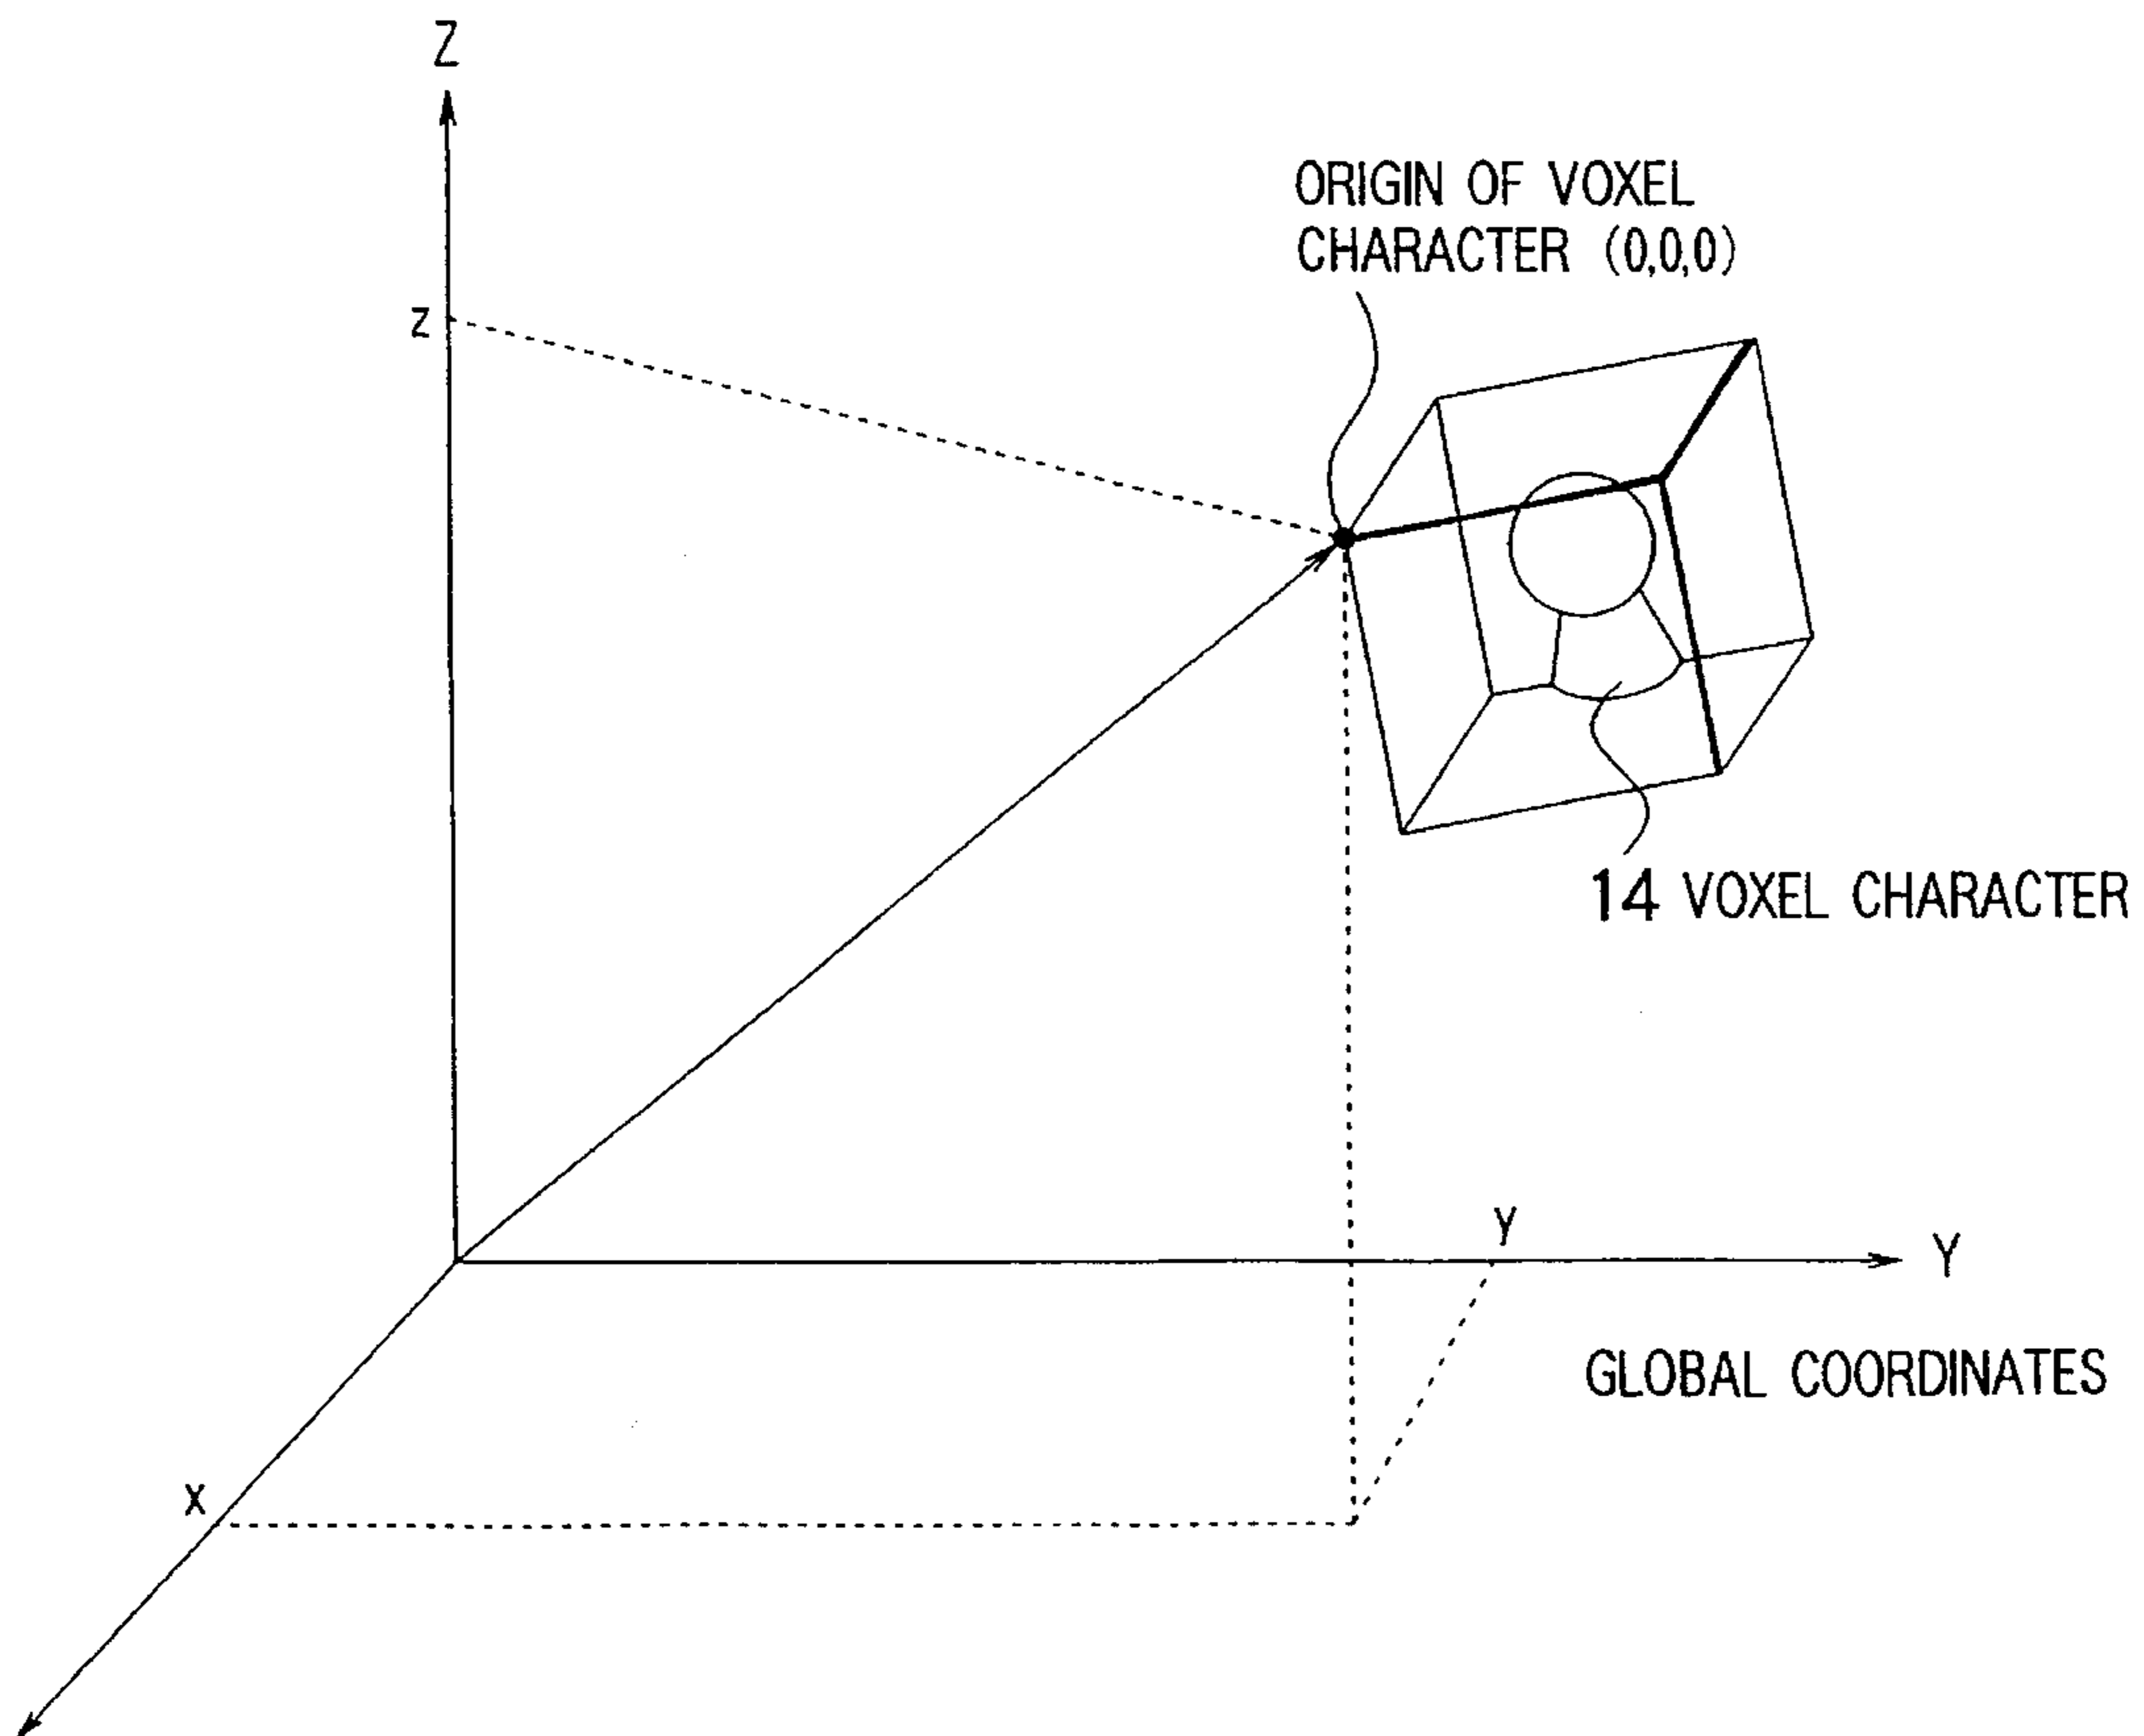 Z
ORIGIN OF VOXEL
CHARACTER (0,0,0)
z
14 VOXEL CHARACTER
y
Y
GLOBAL COORDINATES
x